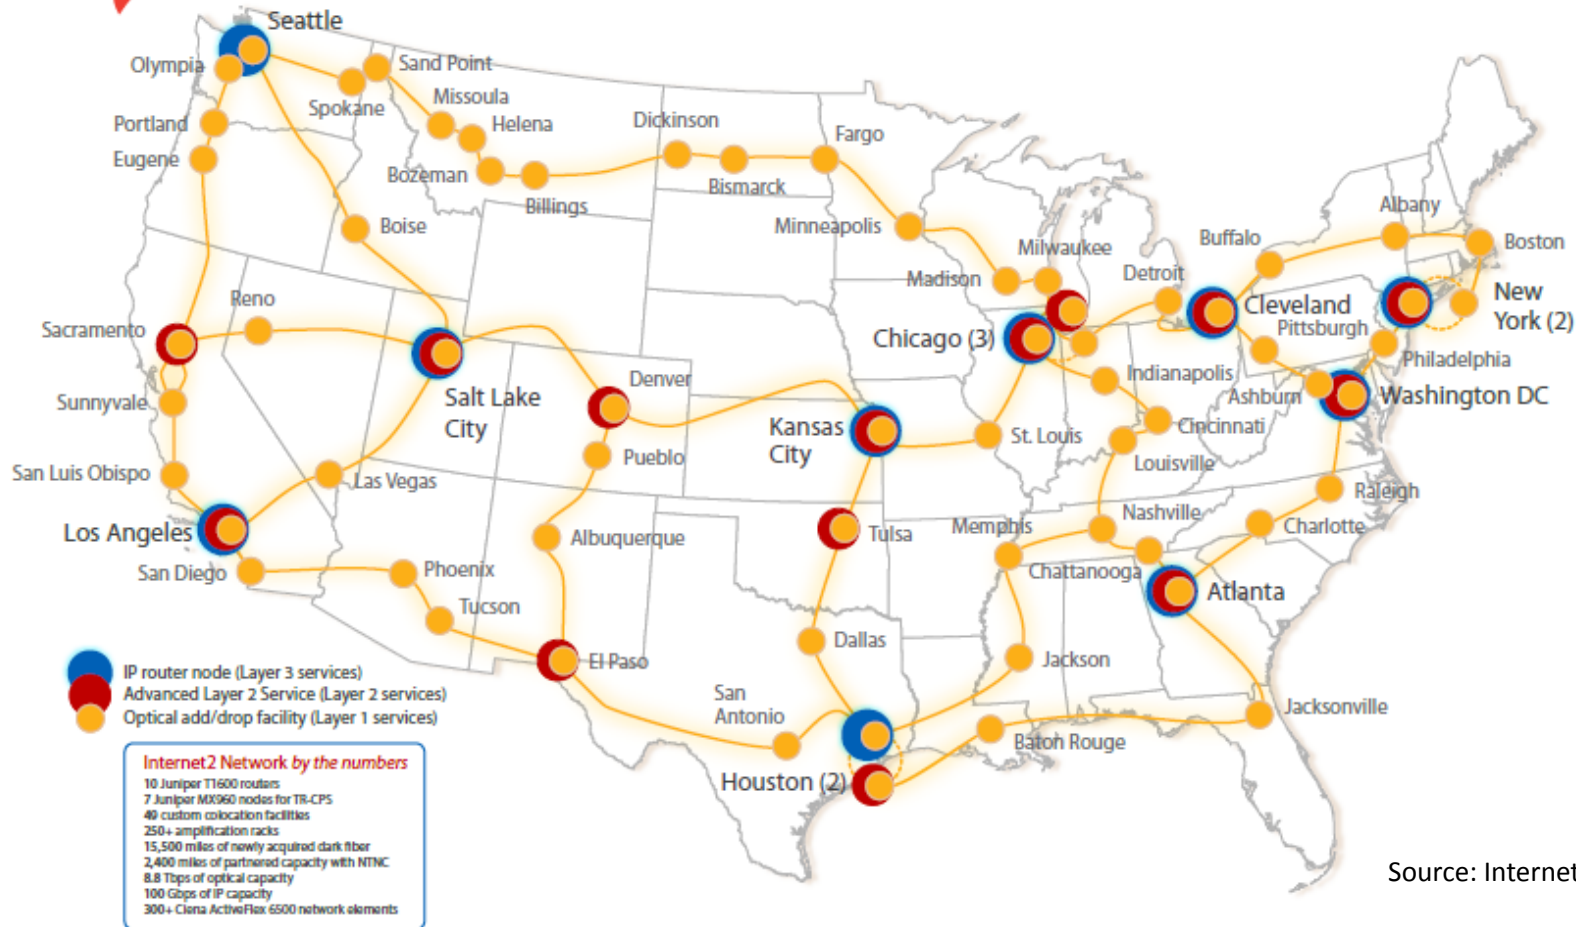 Seattle
Olympia
Sand Point
Spokane
Missoula
Portland
Helena
Dickinson
Fargo
Eugene
Bozeman
Bismarck
Billings
Boise
Minneapolis
Albany
Milwaukee
Buffalo
Boston
Madison
Detroit
Reno
Cleveland
New
York (2)
Sacramento
Chicago (3)
Pittsburgh
Philadelphia
Denver
Indianapolis
Salt Lake
City
Ashburn
Washington DC
Sunnyvale
Kansas
City
St. Louis
Cincinnati
Pueblo
Louisville
San Luis Obispo
Las Vegas
Raleigh
Los Angeles
Albuquerque
Tulsa
Memphis
Nashville
Charlotte
San Diego
Phoenix
Chattanooga
Tucson
Atlanta
Dallas
El Paso
Jackson
IP router node (Layer 3 services)
Advanced Layer 2 Service (Layer 2 services)
Optical add/drop facility (Layer 1 services)
San
Antonio
Jacksonville
Baton Rouge
Houston (2)
Internet2 Network by the numbers
10 Juniper T1600 routers
7 Juniper MX960 nodes for TR-CPS
49 custom colocation facilities
250+ amplification racks
15,500 miles of newly acquired dark fiber
2,400 miles of partnered capacity with NTNC
8.8 Tbps of optical capacity
100 Gbps of IP capacity
300+ Ciena ActiveFlex 6500 network elements
Source: Internet